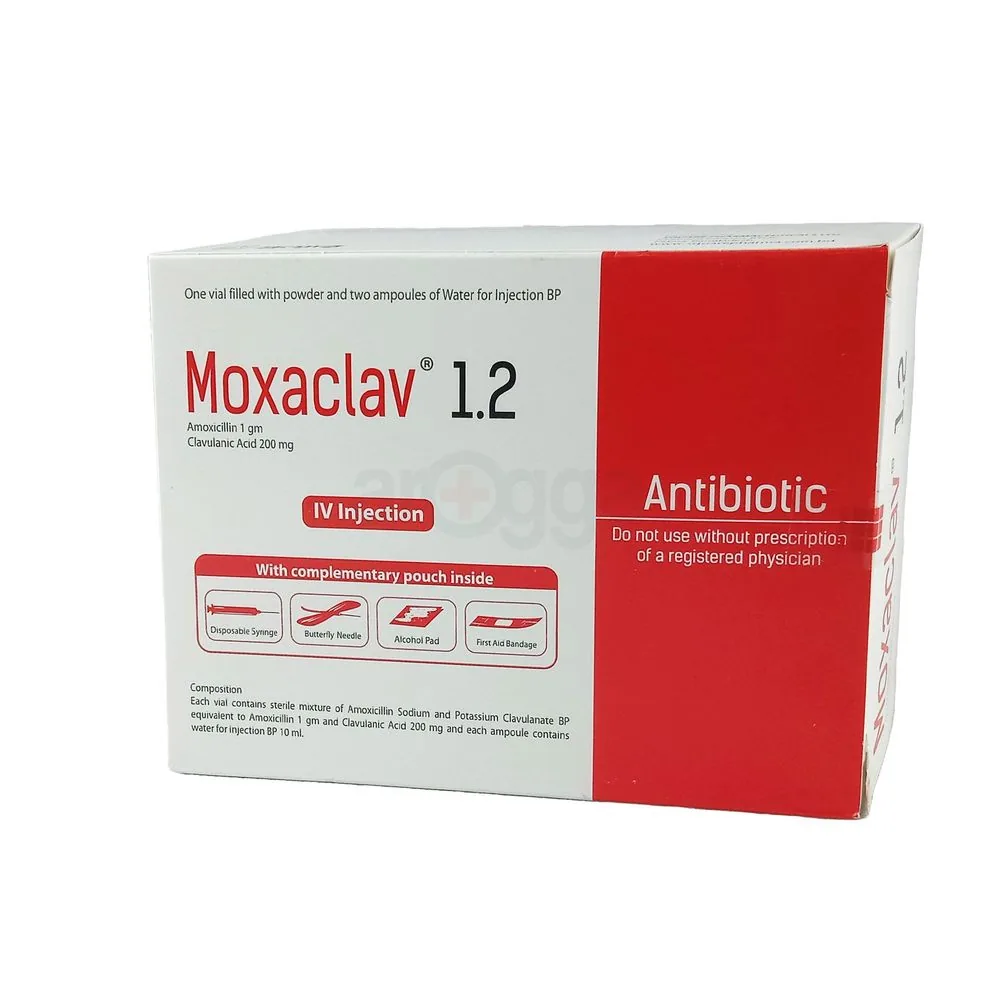 One vial filled with powder and two ampoules of Water for Injection BP
Moxaclav® 1.2
Amoxicillin 1 gm
Clavulanic Acid 200 mg
IV Injection
With complementary pouch inside
Disposable Syringe
Butterfly Needle
Alcohol Pad
First Aid Bandage
Composition
Each vial contains sterile mixture of Amoxicillin Sodium and Potassium Clavulanate BP
equivalent to Amoxicillin 1 gm and Clavulanic Acid 200 mg and each ampoule contains
water for injection BP 10 ml.
Antibiotic
Do not use without prescription
of a registered physician
Moxaclav® 1.2